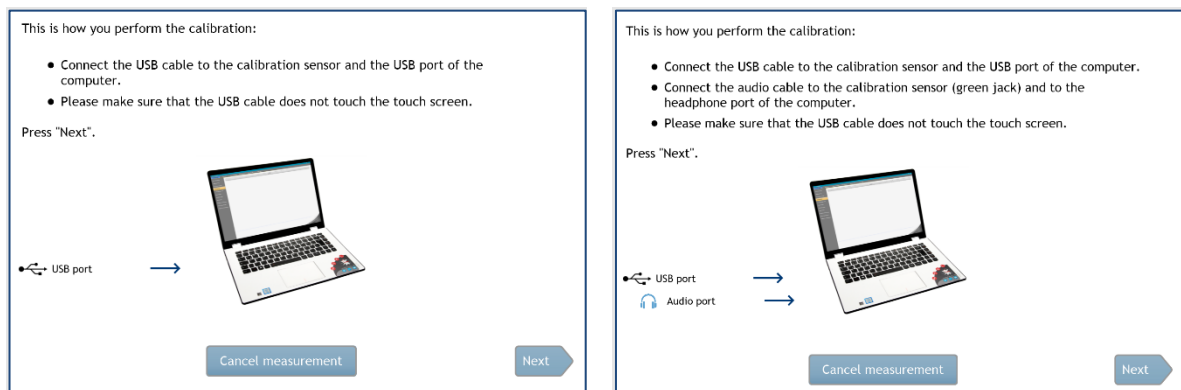 This is how you perform the calibration:
● Connect the USB cable to the calibration sensor and the USB port of the
computer.
● Please make sure that the USB cable does not touch the touch screen.
Press "Next".
USB port
Cancel measurement
Next
This is how you perform the calibration:
● Connect the USB cable to the calibration sensor and the USB port of the computer.
● Connect the audio cable to the calibration sensor (green jack) and to the
headphone port of the computer.
● Please make sure that the USB cable does not touch the touch screen.
Press "Next".
USB port
Audio port
Cancel measurement
Next